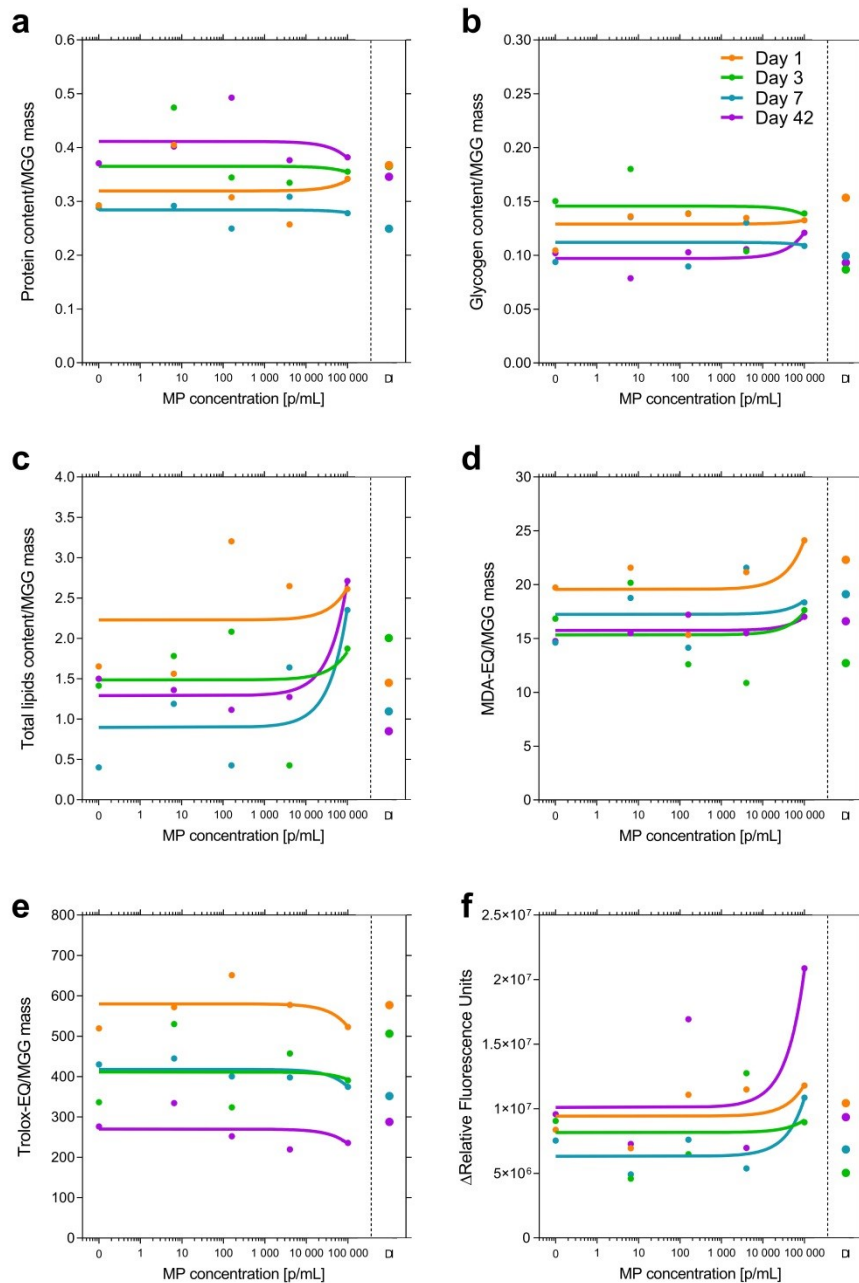 a
0.6
0.5
0.4
0.3
0.2
0.1
0.0
Protein content/MGG mass
0 1 10 100 1 000 10 000 100 000 DI
MP concentration [p/mL]
b
0.30
0.25
0.20
0.15
0.10
0.05
0.00
Glycogen content/MGG mass
Day 1
Day 3
Day 7
Day 42
0 1 10 100 1 000 10 000 100 000 DI
MP concentration [p/mL]
c
4.0
3.5
3.0
2.5
2.0
1.5
1.0
0.5
0.0
Total lipids content/MGG mass
0 1 10 100 1 000 10 000 100 000 DI
MP concentration [p/mL]
d
30
25
20
15
10
5
0
MDA-EQ/MGG mass
0 1 10 100 1 000 10 000 100 000 DI
MP concentration [p/mL]
e
800
700
600
500
400
300
200
100
0
Trolox-EQ/MGG mass
0 1 10 100 1 000 10 000 100 000 DI
MP concentration [p/mL]
f
2.5×10⁷
2×10⁷
1.5×10⁷
1×10⁷
5×10⁶
0
ΔRelative Fluorescence Units
0 1 10 100 1 000 10 000 100 000 DI
MP concentration [p/mL]